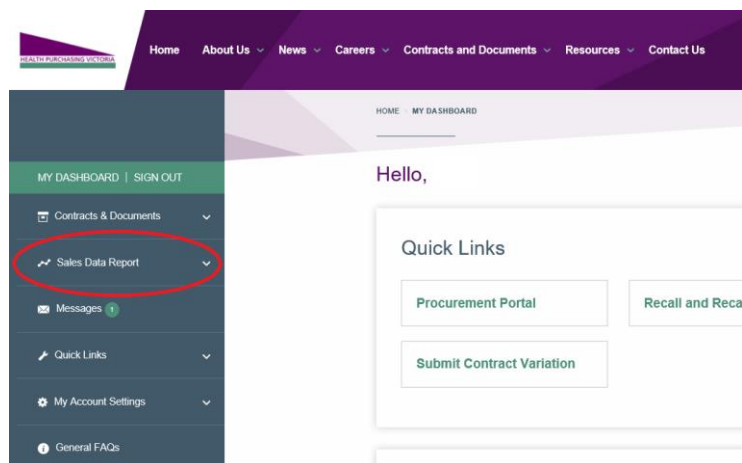 HEALTH PURCHASING VICTORIA
Home About Us News Careers Contracts and Documents Resources Contact Us
HOME MY DASHBOARD
MY DASHBOARD | SIGN OUT
Hello,
Contracts & Documents
Sales Data Report
Messages 1
Quick Links
My Account Settings
General FAQs
Quick Links
Procurement Portal
Recall and Reca
Submit Contract Variation